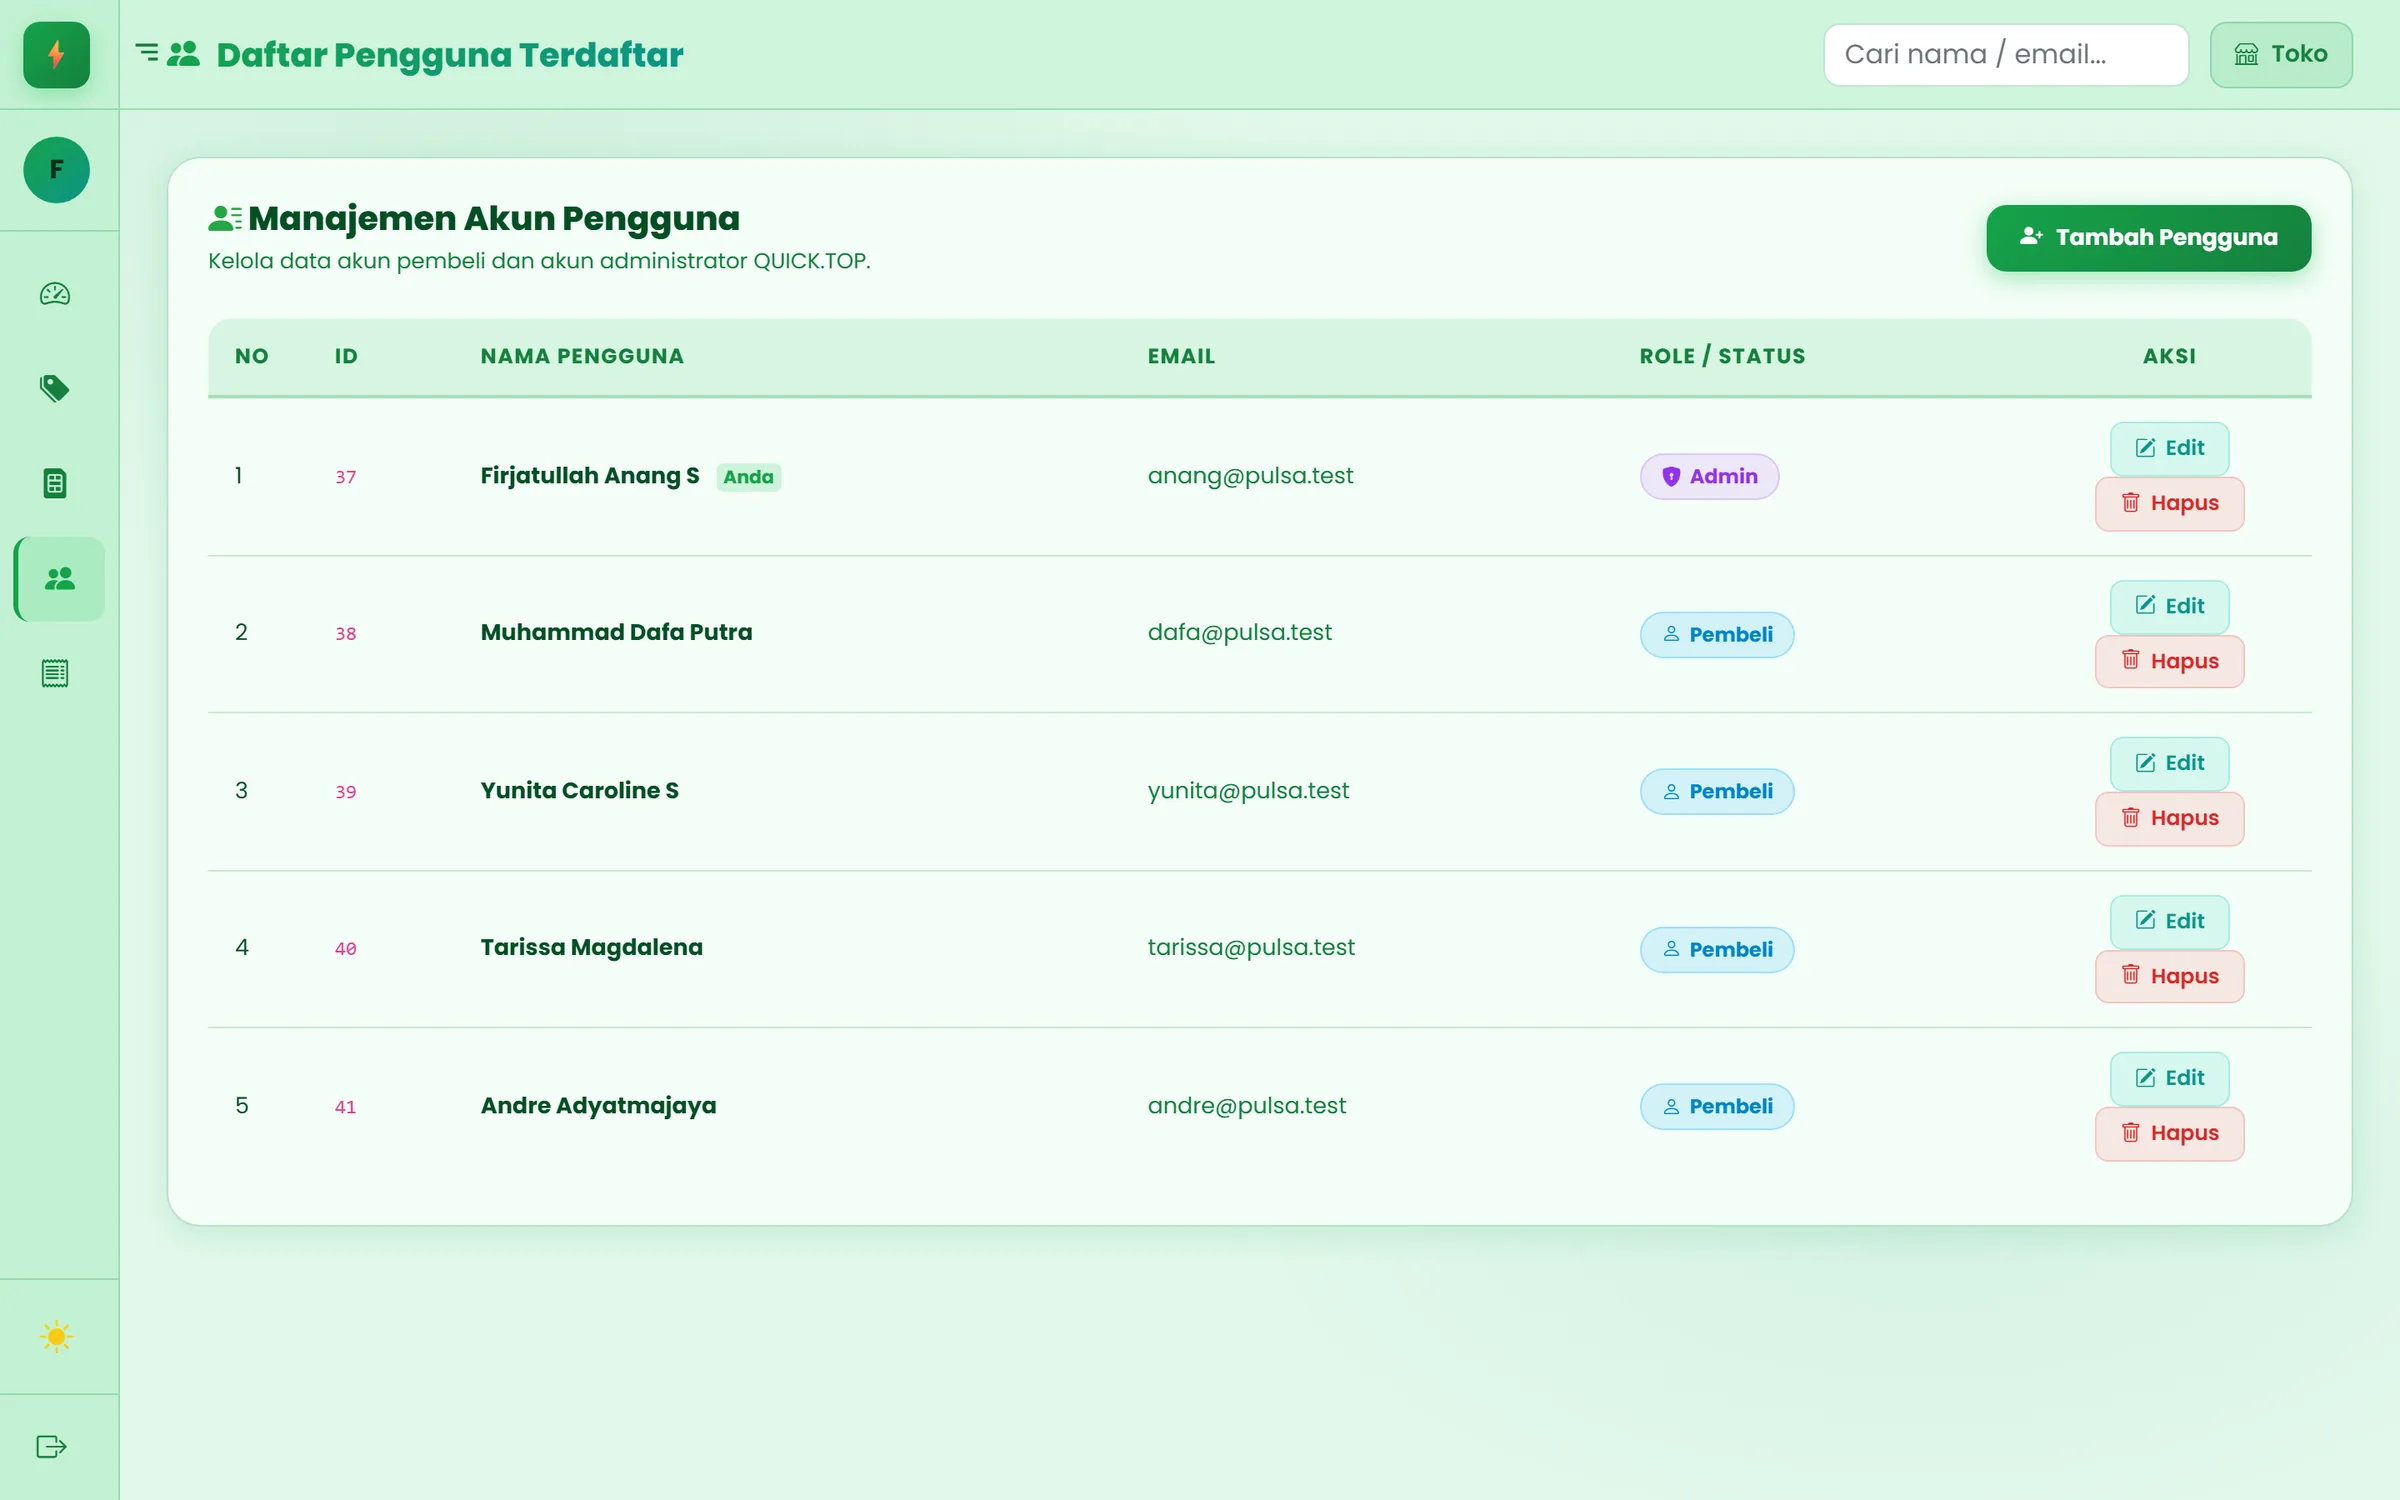 Daftar Pengguna Terdaftar
Cari nama / email...
Toko
F
Manajemen Akun Pengguna
Kelola data akun pembeli dan akun administrator QUICK.TOP.
Tambah Pengguna
NO ID NAMA PENGGUNA EMAIL ROLE / STATUS AKSI
1 37 Firjatullah Anang S Anda anang@pulsa.test Admin Edit
Hapus
2 38 Muhammad Dafa Putra dafa@pulsa.test Pembeli Edit
Hapus
3 39 Yunita Caroline S yunita@pulsa.test Pembeli Edit
Hapus
4 40 Tarissa Magdalena tarissa@pulsa.test Pembeli Edit
Hapus
5 41 Andre Adyatmajaya andre@pulsa.test Pembeli Edit
Hapus